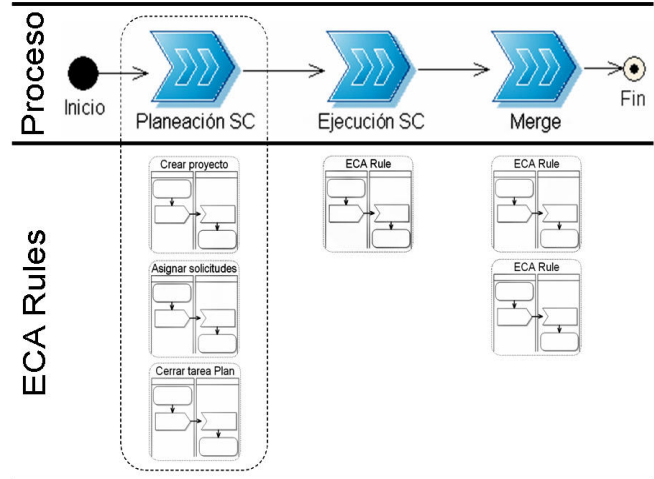 Proceso
Inicio
Planeación SC
Ejecución SC
Merge
Fin
ECA Rules
Crear proyecto
ECA Rule
ECA Rule
Asignar solicitudes
ECA Rule
Cerrar tarea Plan